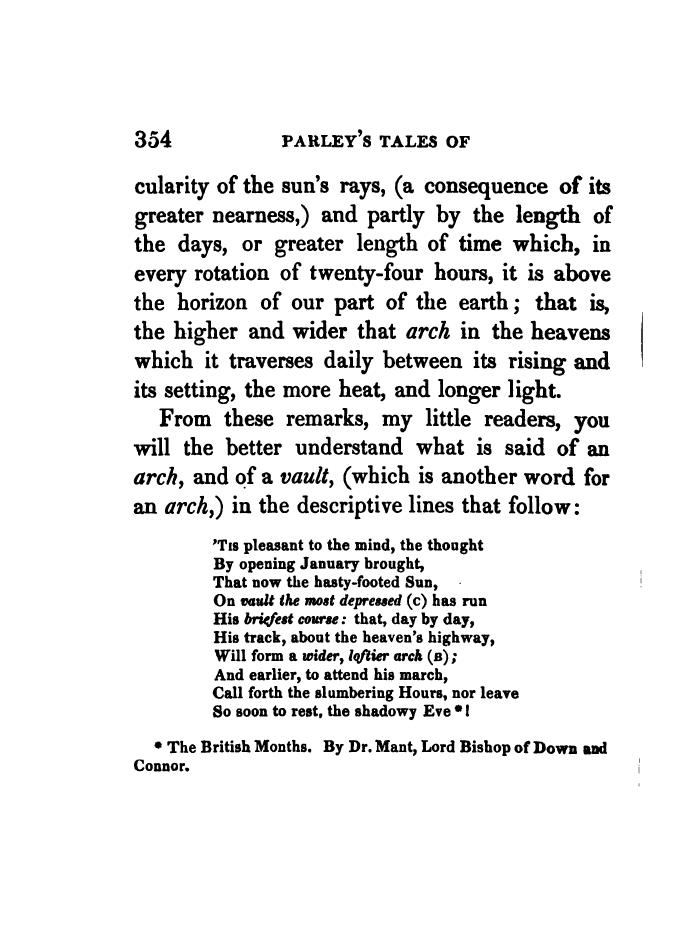 354 PARLEY'S TALES OF
cularity of the sun's rays, (a consequence of its
greater nearness,) and partly by the length of
the days, or greater length of time which, in
every rotation of twenty-four hours, it is above
the horizon of our part of the earth; that is,
the higher and wider that arch in the heavens
which it traverses daily between its rising and
its setting, the more heat, and longer light.
From these remarks, my little readers, you
will the better understand what is said of an
arch, and of a vault, (which is another word for
an arch,) in the descriptive lines that follow:
'Tis pleasant to the mind, the thought
By opening January brought,
That now the hasty-footed Sun,
On vault the most depressed (C) has run
His briefest course: that, day by day,
His track, about the heaven's highway,
Will form a wider, loftier arch (B);
And earlier, to attend his march,
Call forth the slumbering Hours, nor leave
So soon to rest, the shadowy Eve *!
* The British Months. By Dr. Mant, Lord Bishop of Down and
Connor.